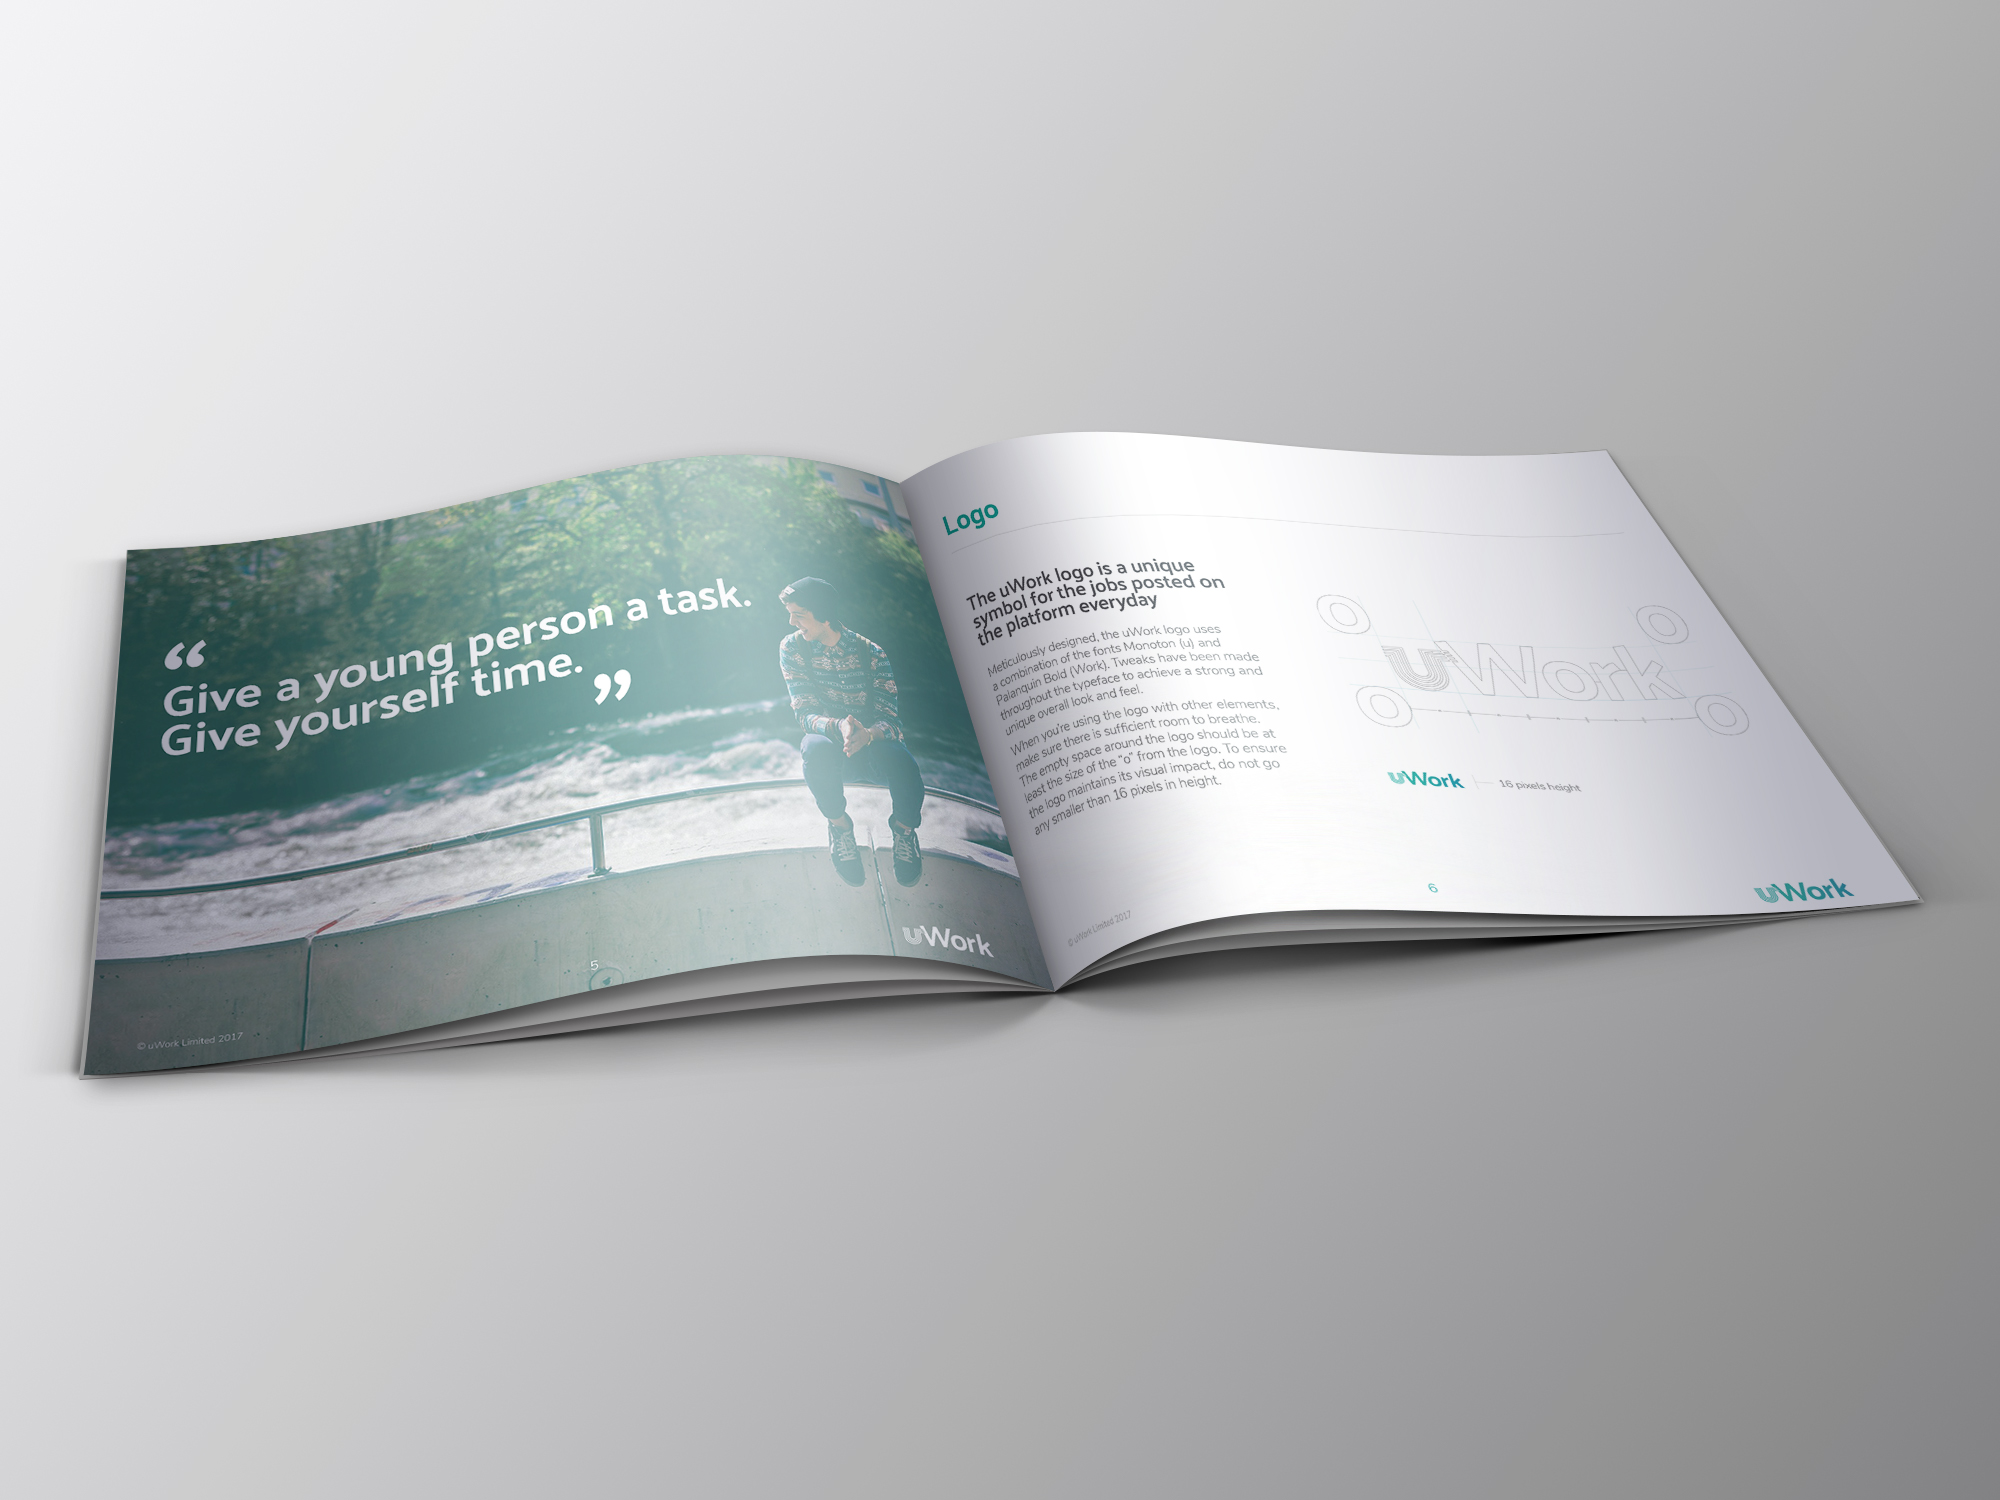 “
Give a young person a task.
Give yourself time.
”
uWork
5
© uWork Limited 2017
Logo
The uWork logo is a unique
symbol for the jobs posted on
the platform everyday
Meticulously designed, the uWork logo uses
a combination of the fonts Monoton (u) and
Palanquin Bold (Work). Tweaks have been made
throughout the typeface to achieve a strong and
unique overall look and feel.
When you're using the logo with other elements,
make sure there is sufficient room to breathe.
The empty space around the logo should be at
least the size of the “o” from the logo. To ensure
the logo maintains its visual impact, do not go
any smaller than 16 pixels in height.
O O
uWork
O O
uWork 16 pixels height
6
© uWork Limited 2017
uWork